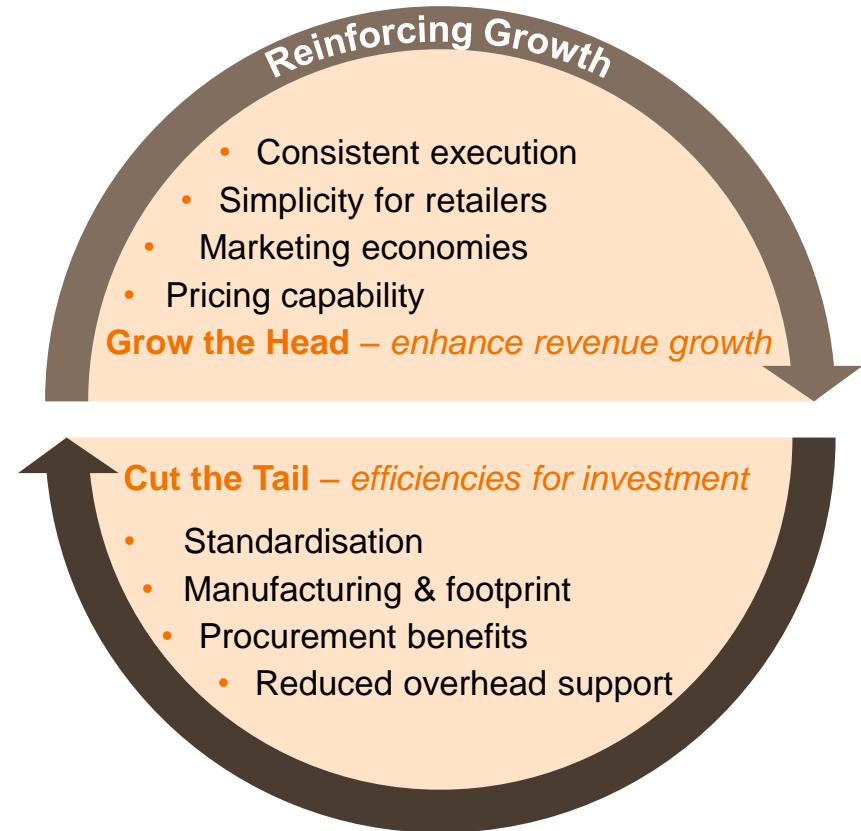 Reinforcing Growth
• Consistent execution
• Simplicity for retailers
• Marketing economies
• Pricing capability
Grow the Head – enhance revenue growth
Cut the Tail – efficiencies for investment
• Standardisation
• Manufacturing & footprint
• Procurement benefits
• Reduced overhead support